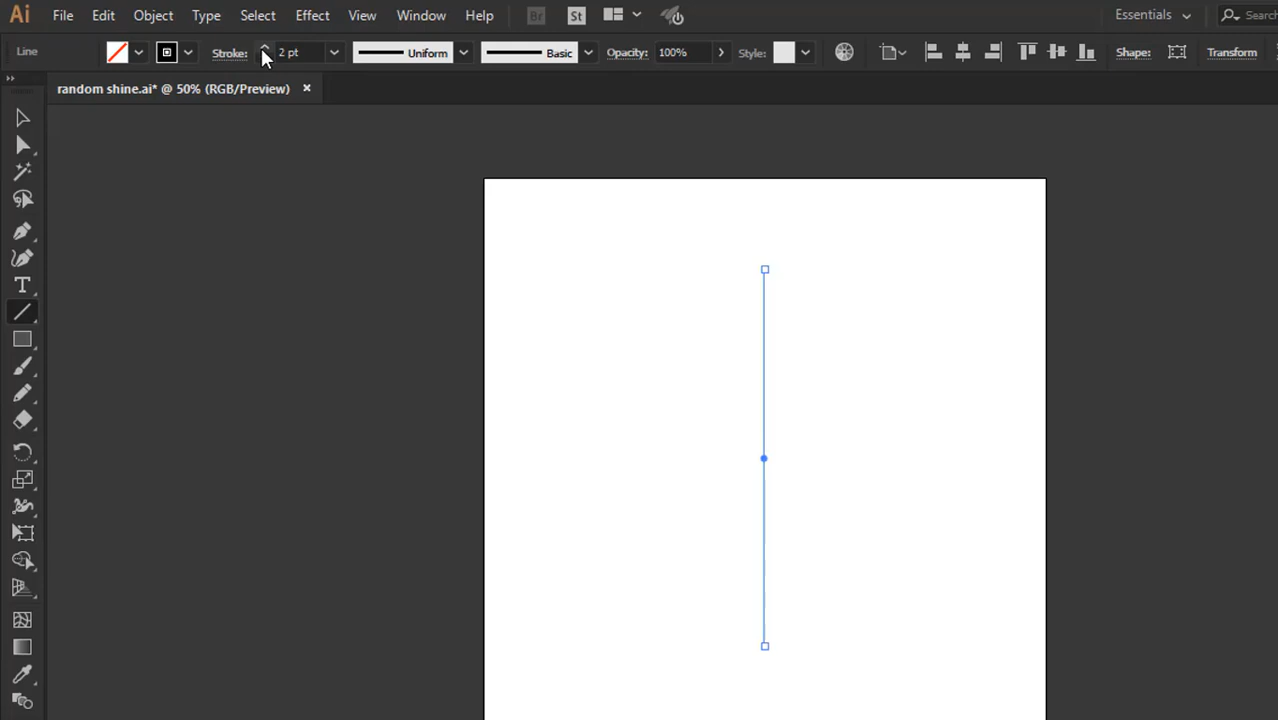 Ai File Edit Object Type Select Effect View Window Help Br St Essentials Search
Line Stroke: 2 pt Uniform Basic Opacity: 100% Style: Shape: Transform
random shine.ai* @ 50% (RGB/Preview) ×
T